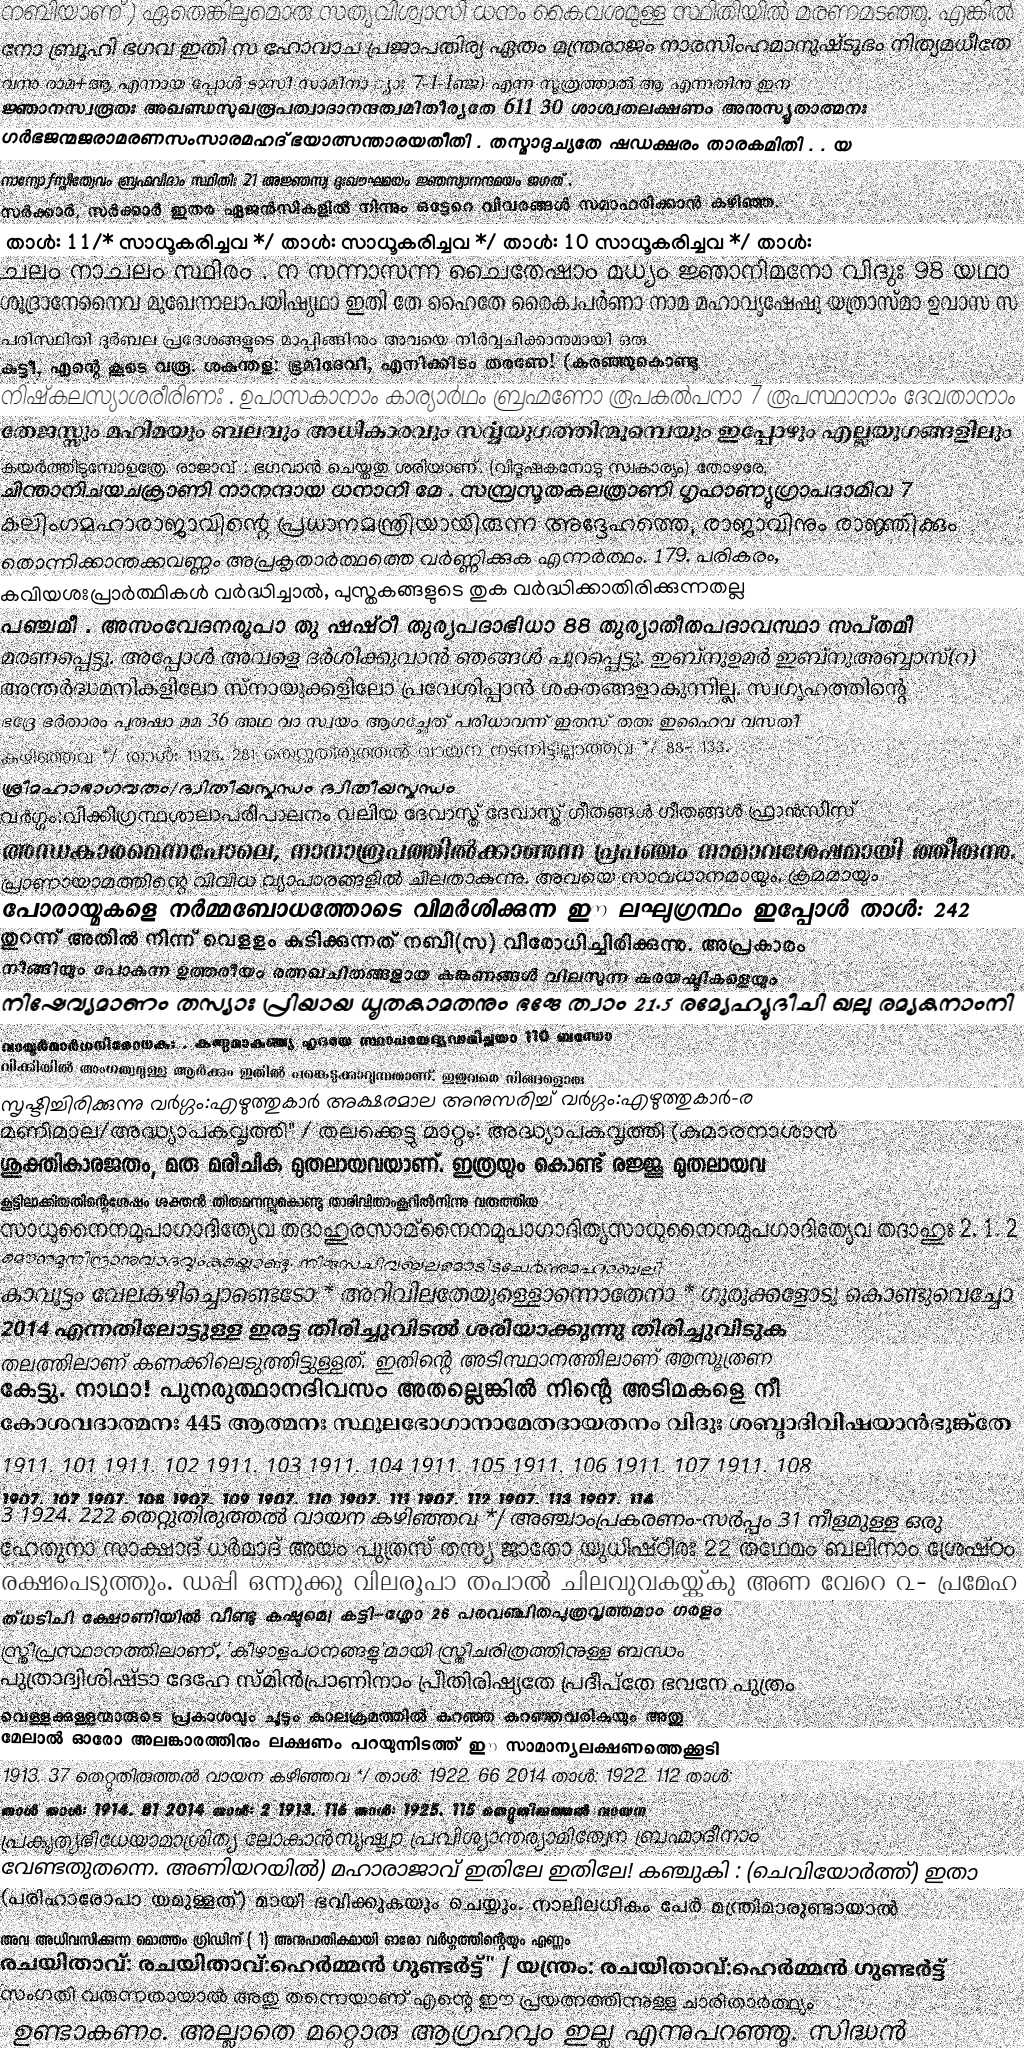 നബിയാണ് ) ഏതെങ്കിലുമൊരു സത്യവിശ്വാസി ധനം കൈവശമുള്ള സ്ഥിതിയിൽ മരണമടഞ്ഞു. എങ്കിൽ
നോ ബ്രൂഹി ഭഗവ ഇതി സ ഹോവാച പ്രജാപതിര്യ ഏതം മന്ത്രരാജം നാരസിംഹമാനുഷ്ടുഭം നിത്യമധീതേ
വന്നു രാമ+ആ എന്നായ പ്പോൾ ടാസി സാമിനാ 7-1-1 എന്ന സൂത്രത്താൽ ആ എന്നതിനു ഇന
ജ്ഞാനസ്വരൂതഃ അഖണ്ഡസുഖരൂപത്വാദാനന്ദത്വമിതീര്യതേ 611 30 ശാശ്വതലക്ഷണം അനുസ്യൂതാത്മനഃ
ഗർഭജന്മജരാമരണസംസാരമഹദ്ഭയാത്സന്താരയതീതി . തസ്മാദുച്യതേ ഷഡക്ഷരം താരകമിതി . . യ
നാന്യോഽസ്തീത്യേവം ബ്രഹ്മവിദാം സ്ഥിതിഃ 21 അജ്ഞസ്യ ദുഃഖൗഘമയം ജ്ഞസ്യാനന്ദമയം ജഗത് .
സർക്കാർ, സർക്കാർ ഇതര ഏജൻസികളിൽ നിന്നും ഒട്ടേറെ വിവരങ്ങൾ സമാഹരിക്കാൻ കഴിഞ്ഞ.
താൾ: 11/* സാധൂകരിച്ചവ */ താൾ: സാധൂകരിച്ചവ */ താൾ: 10 സാധൂകരിച്ചവ */ താൾ:
ചലം നാചലം സ്ഥിരം . ന സന്നാസന്ന ചൈതേഷാം മധ്യം ജ്ഞാനിമനോ വിദുഃ 98 യഥാ
ശൂദ്രാനേനൈവ മുഖേനാലാപയിഷ്യഥാ ഇതി തേ ഹൈതേ രൈക്വപർണാ നാമ മഹാവൃഷേഷു യത്രാസ്മാ ഉവാസ സ
പരിസ്ഥിതി ദുർബല പ്രദേശങ്ങളുടെ മാപ്പിങ്ങിനും അവയെ നിർവ്വചിക്കാനുമായി ഒരു
കുട്ടീ, എന്റെ കൂടെ വരൂ. ശകുന്തള: ഭൂമിദേവീ, എനിക്കിടം തരണേ! (കരഞ്ഞുകൊണ്ടു
നിഷ്കലസ്യാശരീരിണഃ . ഉപാസകാനാം കാര്യാർഥം ബ്രഹ്മണോ രൂപകൽപനാ 7 രൂപസ്ഥാനാം ദേവതാനാം
തേജസ്സും മഹിമയും ബലവും അധികാരവും സർവ്വയുഗത്തിന്നുമുമ്പെയും ഇപ്പോഴും എല്ലായുഗങ്ങളിലും
കയർത്തിട്ടുമ്പോളത്രേ. രാജാവ് : ഭഗവാൻ ചെയ്തതു ശരിയാണ്. (വിദൂഷകനോടു സ്വകാര്യം) തോഴരേ,
ചിന്താനിചയചക്രാണി നാനന്ദായ ധനാനി മേ . സമ്പ്രസൂതകലത്രാണി ഗൃഹാണ്യുഗ്രാപദാമിവ 7
കലിംഗമഹാരാജാവിന്റെ പ്രധാനമന്ത്രിയായിരുന്ന അദ്ദേഹത്തെ, രാജാവിനും രാജ്ഞിക്കും
തൊന്നിക്കാന്തക്കവണ്ണം അപ്രകൃതാർത്ഥത്തെ വർണ്ണിക്കുക എന്നർത്ഥം. 179. പരികരം,
കവിയശഃപ്രാർത്ഥികൾ വർദ്ധിച്ചാൽ, പുസ്തകങ്ങളുടെ തുക വർദ്ധിക്കാതിരിക്കുന്നതല്ല
പഞ്ചമീ . അസംവേദനരൂപാ തു ഷഷ്ഠീ തുര്യപദാഭിധാ 88 തുര്യാതീതപദാവസ്ഥാ സപ്തമീ
മരണപ്പെട്ടു. അപ്പോൾ അവളെ ദർശിക്കുവാൻ ഞങ്ങൾ പുറപ്പെട്ടു. ഇബ്നുഉമർ ഇബ്നുഅബ്ബാസ്(റ)
അന്തർദ്ധമനികളിലോ സ്നായുക്കളിലോ പ്രവേശിപ്പാൻ ശക്തങ്ങളാകുന്നില്ല. സ്വഗൃഹത്തിന്റെ
ഭദ്രേ ഭർതാരം പുരുഷാ മമ 36 അഥ വാ സ്വയം ആഗച്ഛേത് പരിധാവന്ന് ഇതസ് തതഃ ഇഹൈവ വസതീ
കഴിഞ്ഞവ */ താൾ: 1925. 281 തെറ്റുതിരുത്തൽ വായന നടന്നിട്ടില്ലാത്തവ */ 88- 133.
ശ്രീമഹാഭാഗവതം/ദ്വിതീയസ്കന്ധം ദ്വിതീയസ്കന്ധം
വർഗ്ഗം:വിക്കിഗ്രന്ഥശാലാപരിപാലനം വലിയ ദേവാസ്ത് ദേവാസ്ത് ഗീതങ്ങൾ ഗീതങ്ങൾ ഫ്രാൻസിസ്
അന്ധകാരമെന്നപോലെ, നാനാരൂപത്തിൽക്കാണുന്ന പ്രപഞ്ചം നാമാവശേഷമായി ത്തീരുന്നു.
പ്രാണായാമത്തിന്റെ വിവിധ വ്യാപാരങ്ങളിൽ ചിലതാകുന്നു. അവയെ സാവധാനമായും, ക്രമമായും
പോരായ്മകളെ നർമ്മബോധത്തോടെ വിമർശിക്കുന്ന ഈ ലഘുഗ്രന്ഥം ഇപ്പോൾ താൾ: 242
തുറന്ന് അതിൽ നിന്ന് വെളളം കുടിക്കുന്നത് നബി(സ) വിരോധിച്ചിരിക്കുന്നു. അപ്രകാരം
നീങ്ങിയും പോകുന്ന ഉത്തരീയം രത്നഖചിതങ്ങളായ കങ്കണങ്ങൾ വിലസുന്ന കരയഷ്ടികളെയും
നിഷേവ്യമാണം തസ്യാഃ പ്രിയായ ധൃതകാമതനും ഭജേ ത്വാം 21.5 രമ്യേഹ്യുദീചി ഖലു രമ്യകനാംനി
വായൂർമാർഗനിരോധകഃ . കണ്ഠമാകുഞ്ച്യ ഹൃദയേ സ്ഥാപയേദ്ദൃഢമിച്ഛയാ 110 ബന്ധോ
വിക്കിയിൽ അംഗത്വമുള്ള ആർക്കും ഇതിൽ പങ്കെടുക്കാവുന്നതാണ്. ഇതുവരെ നിങ്ങളൊരു
സൃഷ്ടിച്ചിരിക്കുന്നു വർഗ്ഗം:എഴുത്തുകാർ അക്ഷരമാല അനുസരിച്ച് വർഗ്ഗം:എഴുത്തുകാർ-ര
മണിമാല/അദ്ധ്യാപകവൃത്തി" / തലക്കെട്ടു മാറ്റം: അദ്ധ്യാപകവൃത്തി (കുമാരനാശാൻ
ശുക്തികാരജതം, മരു മരീചിക മുതലായവയാണ്. ഇത്രയും കൊണ്ട് രജ്ജൂ മുതലായവ
കൂട്ടിലാക്കിയതിന്റെശേഷം ശക്തൻ തിരുമനസ്സുകൊണ്ടു താരിവിതാംകൂറിൽനിന്നു വരുത്തിയ
സാധുനൈനമുപാഗാദിത്യേവ തദാഹുരസാമ്നൈനമുപാഗാദിത്യസാധുനൈനമുപഗാദിത്യേവ തദാഹുഃ 2. 1. 2
കാവൂട്ടം വേലകഴിച്ചൊണ്ടെടോ * അറിവിലതേയുള്ളൊന്നൊതേനാ * ഗുരുക്കളോടു കൊണ്ടുവെച്ചോ
2014 എന്നതിലോട്ടുള്ള ഇരട്ട തിരിച്ചുവിടൽ ശരിയാക്കുന്നു തിരിച്ചുവിടുക
തലത്തിലാണ് കണക്കിലെടുത്തിട്ടുള്ളത്. ഇതിന്റെ അടിസ്ഥാനത്തിലാണ് ആസൂത്രണ
കേട്ടു. നാഥാ! പുനരുത്ഥാനദിവസം അതല്ലെങ്കിൽ നിന്റെ അടിമകളെ നീ
കോശവദാത്മനഃ 445 ആത്മനഃ സ്ഥൂലഭോഗാനാമേതദായതനം വിദുഃ ശബ്ദാദിവിഷയാൻഭുങ്ക്തേ
1911. 101 1911. 102 1911. 103 1911. 104 1911. 105 1911. 106 1911. 107 1911. 108
1907. 107 1907. 108 1907. 109 1907. 110 1907. 111 1907. 112 1907. 113 1907. 114
3 1924. 222 തെറ്റുതിരുത്തൽ വായന കഴിഞ്ഞവ */ അഞ്ചാംപ്രകരണം-സർപ്പം 31 നീളമുള്ള ഒരു
ഹേതുനാ സാക്ഷാദ് ധർമാദ് അയം പുത്രസ് തസ്യ ജാതോ യുധിഷ്ഠിരഃ 22 തഥേമം ബലിനാം ശ്രേഷ്ഠം
രക്ഷപെടുത്തും. ഡപ്പി ഒന്നുക്കു വിലരൂപാ തപാൽ ചിലവുവകയ്ക്കു അണ വേറെ ൨- പ്രമേഹ
ത്ധടിചി ക്ഷോണിയിൽ വീണ്ടു കഷ്ടമെ കട്ടി-ശ്ലോ 26 പരവഞ്ചിതപുത്രവൃത്തമാം ഗരളം
സ്ത്രീപ്രസ്ഥാനത്തിലാണ്, 'കീഴാളപഠനങ്ങളു'മായി സ്ത്രീചരിത്രത്തിനുള്ള ബന്ധം
പുത്രാദ്വിശിഷ്ടാ ദേഹേ സ്മിൻപ്രാണിനാം പ്രീതിരിഷ്യതേ പ്രദീപ്തേ ഭവനേ പുത്രം
വെള്ളക്കുള്ളന്മാരുടെ പ്രകാശവും ചൂടും കാലക്രമത്തിൽ കുറഞ്ഞു കുറഞ്ഞുവരികയും അതു
മേലാൽ ഓരോ അലങ്കാരത്തിനും ലക്ഷണം പറയുന്നിടത്ത് ഈ സാമാന്യലക്ഷണത്തെക്കൂടി
1913. 37 തെറ്റുതിരുത്തൽ വായന കഴിഞ്ഞവ */ താൾ: 1922. 66 2014 താൾ: 1922. 112 താൾ:
താൾ താൾ: 1914. 81 2014 താൾ: 2 1913. 116 താൾ: 1925. 115 തെറ്റുതിരുത്തൽ വായന
പ്രകൃത്യഭിധേയാമാശ്രിത്യ ലോകാൻസൃഷ്ട്വാ പ്രവിശ്യാന്തര്യാമിത്വേന ബ്രഹ്മാദീനാം
വേണ്ടതുതന്നെ. അണിയറയിൽ) മഹാരാജാവ് ഇതിലേ ഇതിലേ! കഞ്ചുകി : (ചെവിയോർത്ത്) ഇതാ
(പരിഹാരോപാ യമുള്ളത്) മായി ഭവിക്കുകയും ചെയ്യും. നാലിലധികം പേർ മന്ത്രിമാരുണ്ടായാൽ
അവ അധിവസിക്കുന്ന മൊത്തം ഗ്രിഡിന് ( 1) അനുപാതികമായി ഓരോ വർഗ്ഗത്തിന്റെയും എണ്ണം
രചയിതാവ്: രചയിതാവ്:ഹെർമ്മൻ ഗുണ്ടർട്ട്" / യന്ത്രം: രചയിതാവ്:ഹെർമ്മൻ ഗുണ്ടർട്ട്
സംഗതി വരുന്നതായാൽ അതു തന്നെയാണ് എന്റെ ഈ പ്രയത്നത്തിന്നുള്ള ചാരിതാർത്ഥ്യം
ഉണ്ടാകണം. അല്ലാതെ മറ്റൊരു ആഗ്രഹവും ഇല്ല എന്നുപറഞ്ഞു. സിദ്ധൻ